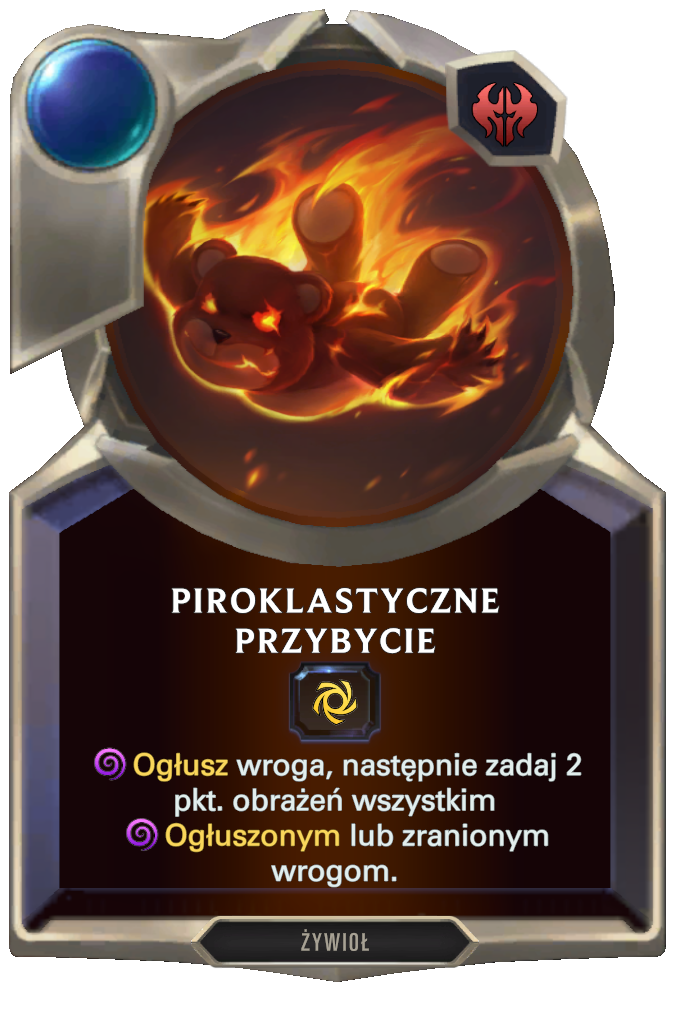 PIROKLASTYCZNE
PRZYBYCIE
Ogłusz wroga, następnie zadaj 2
pkt. obrażeń wszystkim
Ogłuszonym lub zranionym
wrogom.
ŻYWIOŁ